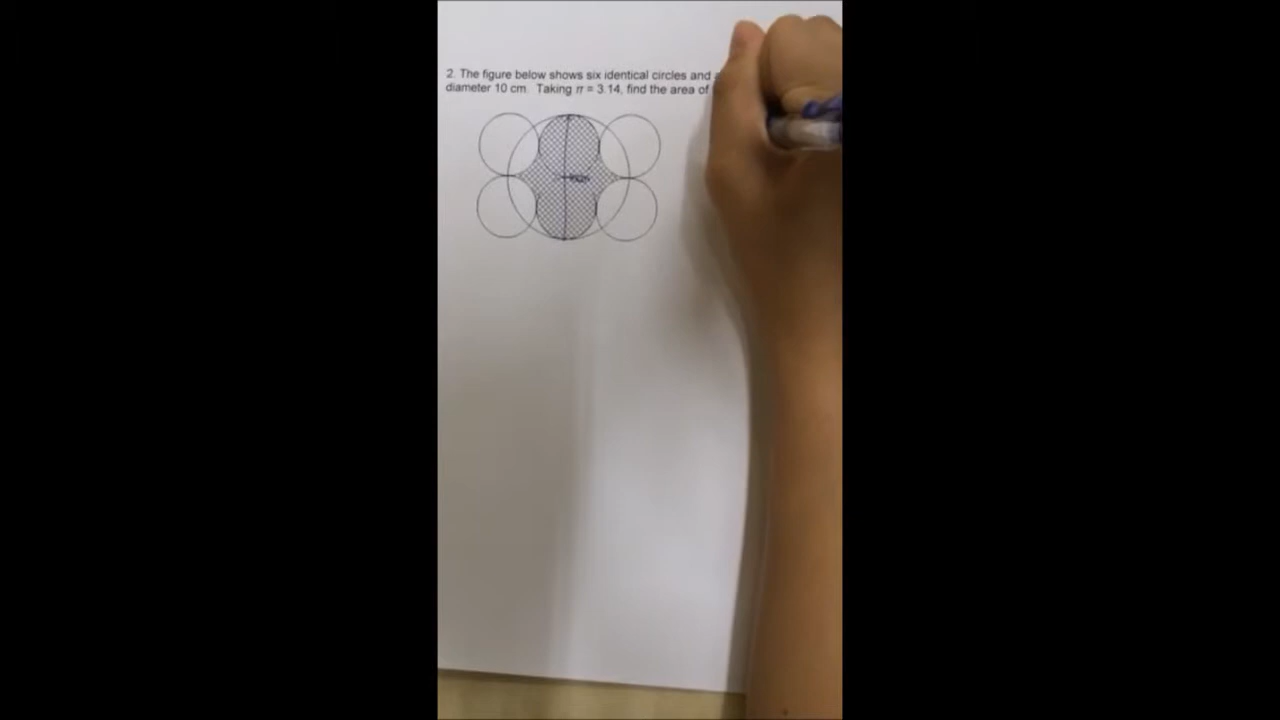 2. The figure below shows six identical circles and
diameter 10 cm. Taking π = 3.14, find the area of